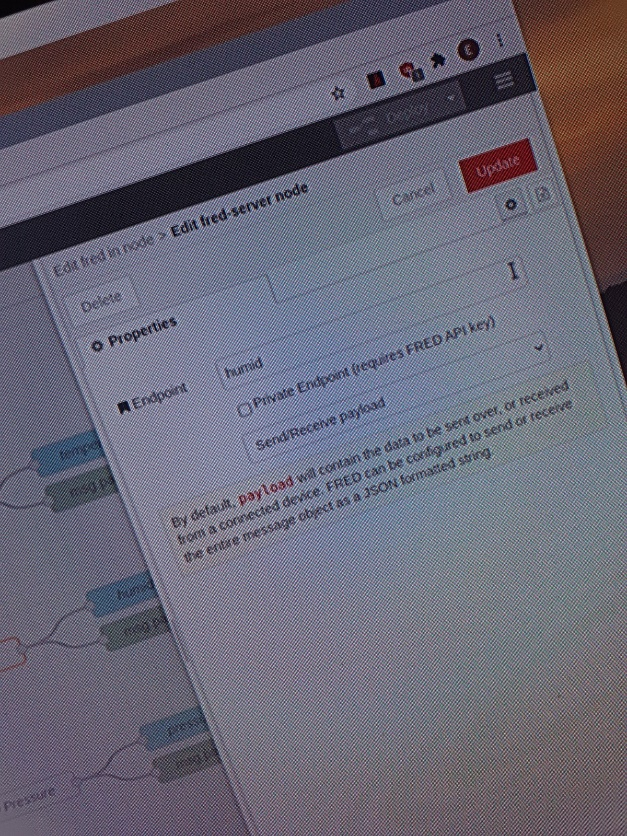 E
1
Deploy
Edit fred in node > Edit fred-server node
Cancel
Update
Delete
Properties
Endpoint
humid
Private Endpoint (requires FRED API key)
Send/Receive payload
By default, payload will contain the data to be sent over, or received
from a connected device. FRED can be configured to send or receive
the entire message object as a JSON formatted string.
tempe
msg.p
humid
msg.pa
press
msg.p
Pressure